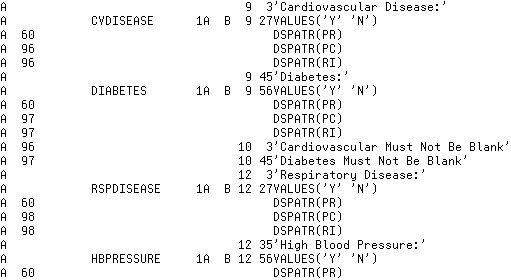 A                                      9  3'Cardiovascular Disease:'
A            CYDISEASE      1A  B  9 27VALUES('Y' 'N')
A  60                                      DSPATR(PR)
A  96                                      DSPATR(PC)
A  96                                      DSPATR(RI)
A                                      9 45'Diabetes:'
A            DIABETES       1A  B  9 56VALUES('Y' 'N')
A  60                                      DSPATR(PR)
A  97                                      DSPATR(PC)
A  97                                      DSPATR(RI)
A  96                                 10  3'Cardiovascular Must Not Be Blank'
A  97                                 10 45'Diabetes Must Not Be Blank'
A                                     12  3'Respiratory Disease:'
A            RSPDISEASE     1A  B 12 27VALUES('Y' 'N')
A  60                                      DSPATR(PR)
A  98                                      DSPATR(PC)
A  98                                      DSPATR(RI)
A                                     12 35'High Blood Pressure:'
A            HBPRESSURE     1A  B 12 56VALUES('Y' 'N')
A  60                                      DSPATR(PR)